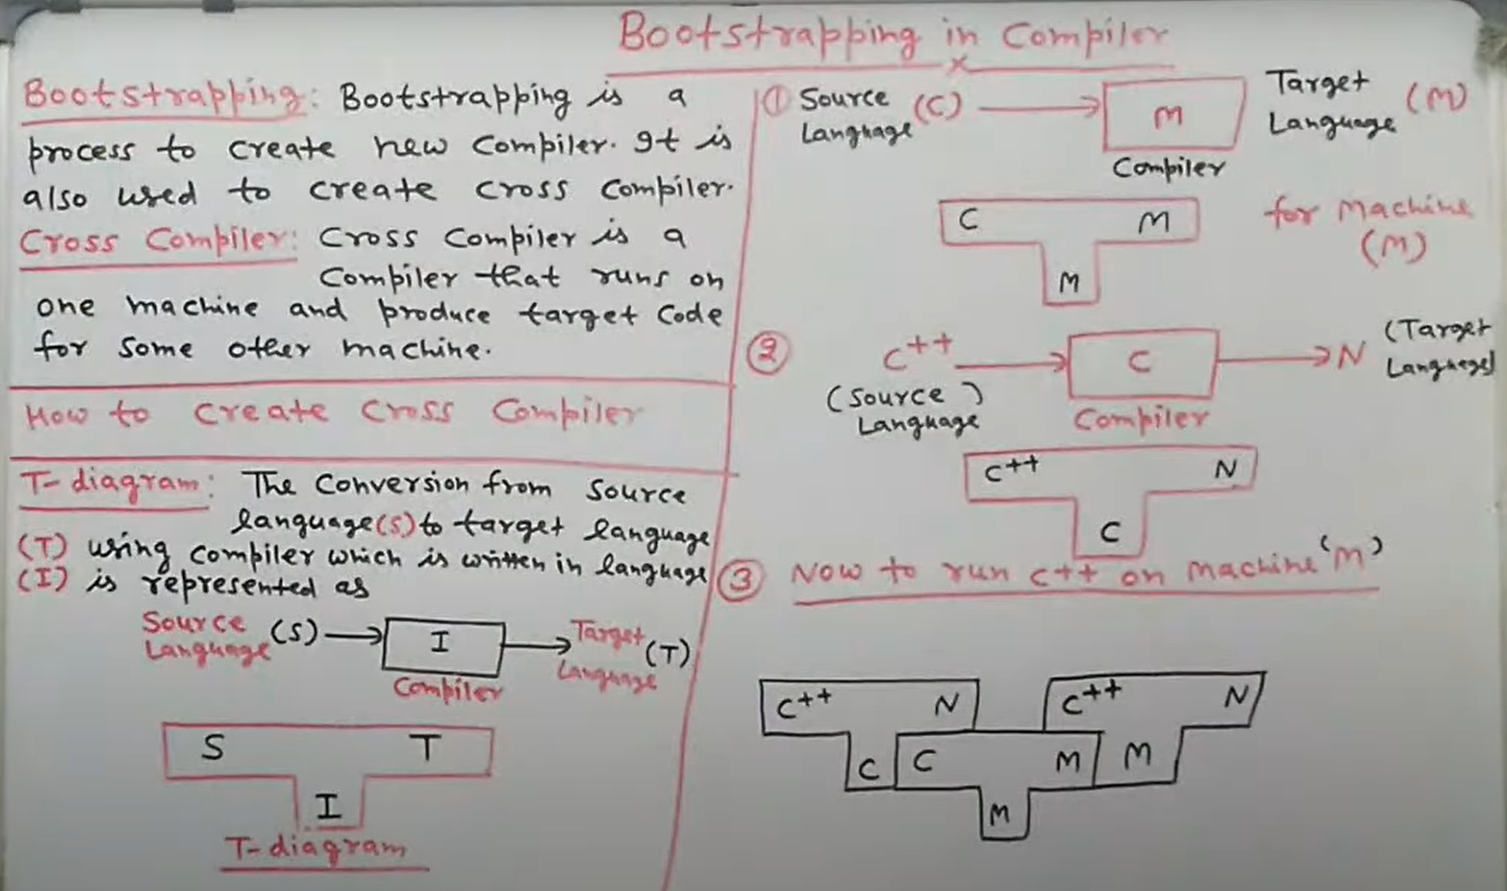 Bootstrapping in Compiler
Bootstrapping: Bootstrapping is a
process to create new Compiler. It is
also used to create cross Compiler.
Cross Compiler: Cross Compiler is a
Compiler that runs on
one machine and produce target Code
for some other machine.
How to create cross Compiler
T-diagram: The Conversion from Source
language(S) to target language
(T) using Compiler which is written in language
(I) is represented as
Source Language (S) → I → Target Language (T)
Compiler
S T
I
T-diagram
① Source Language (C) → M Target Language (M)
Compiler
C M
M
for Machine
(M)
② C++ → C → N (Target Language)
(Source Language)
Compiler
C++ N
C
③ Now to run C++ on Machine 'M'
C++ N C++ N
C C M M
M